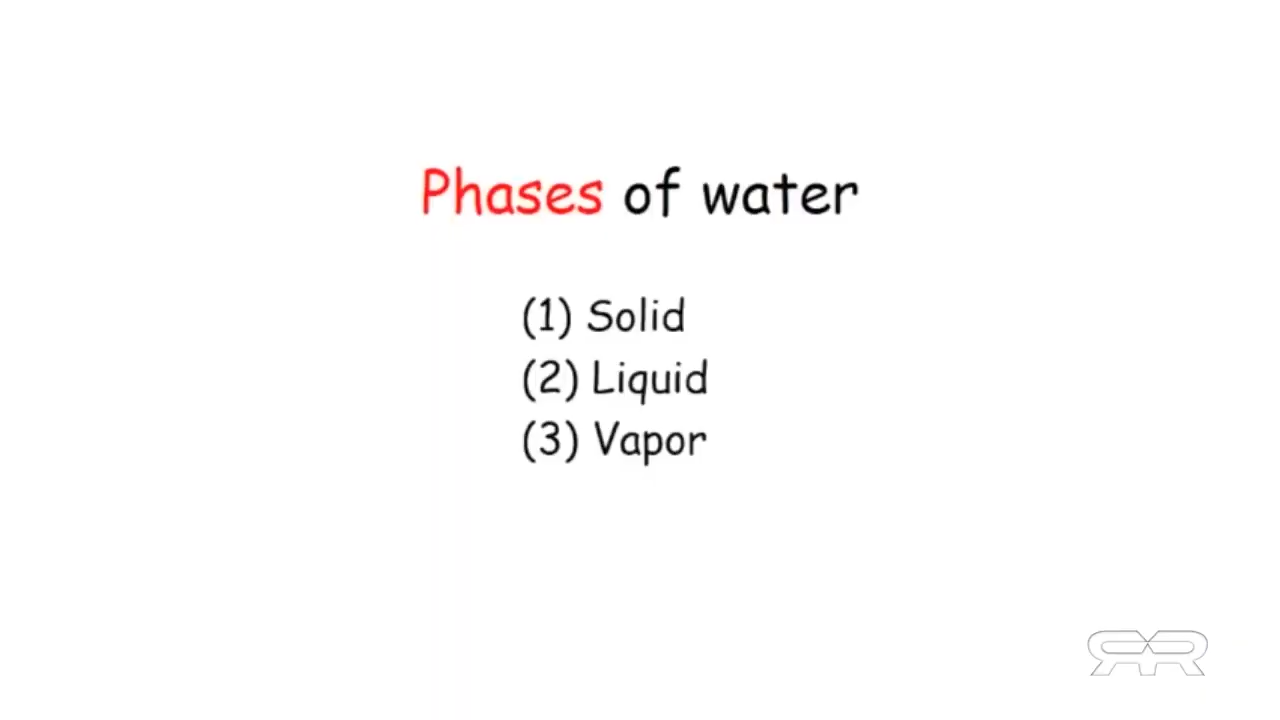 Phases of water
(1) Solid
(2) Liquid
(3) Vapor